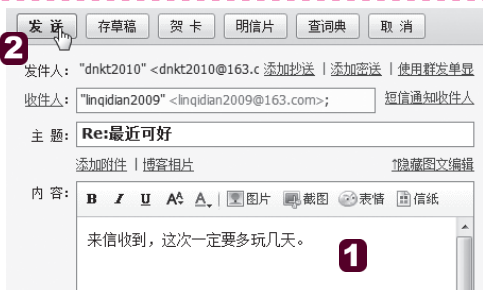 发 送 存草稿 贺 卡 明信片 查词典 取 消
2
发件人： "dnkt2010" <dnkt2010@163.c 添加抄送 | 添加密送 | 使用群发单显
收件人： "linqidian2009" <linqidian2009@163.com>; 短信通知收件人
主 题： Re:最近可好
添加附件 | 博客相片 ↑隐藏图文编辑
内 容： B I U A A 图片 截图 表情 信纸
来信收到，这次一定要多玩几天。
1